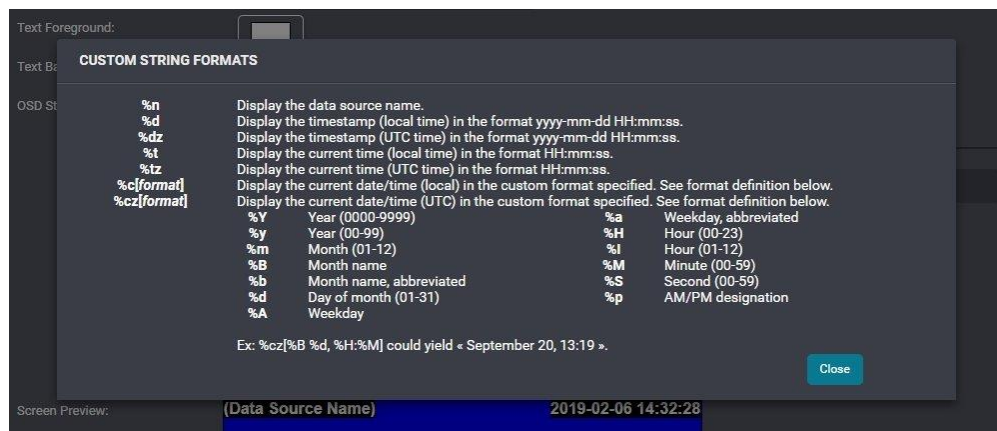 Text Foreground:
CUSTOM STRING FORMATS
Text Ba
OSD St
%n Display the data source name.
%d Display the timestamp (local time) in the format yyyy-mm-dd HH:mm:ss.
%dz Display the timestamp (UTC time) in the format yyyy-mm-dd HH:mm:ss.
%t Display the current time (local time) in the format HH:mm:ss.
%tz Display the current time (UTC time) in the format HH:mm:ss.
%c[format] Display the current date/time (local) in the custom format specified. See format definition below.
%cz[format] Display the current date/time (UTC) in the custom format specified. See format definition below.
%Y Year (0000-9999) %a Weekday, abbreviated
%y Year (00-99) %H Hour (00-23)
%m Month (01-12) %I Hour (01-12)
%B Month name %M Minute (00-59)
%b Month name, abbreviated %S Second (00-59)
%d Day of month (01-31) %p AM/PM designation
%A Weekday
Ex: %cz[%B %d, %H:%M] could yield « September 20, 13:19 ».
Close
Screen Preview: (Data Source Name) 2019-02-06 14:32:28